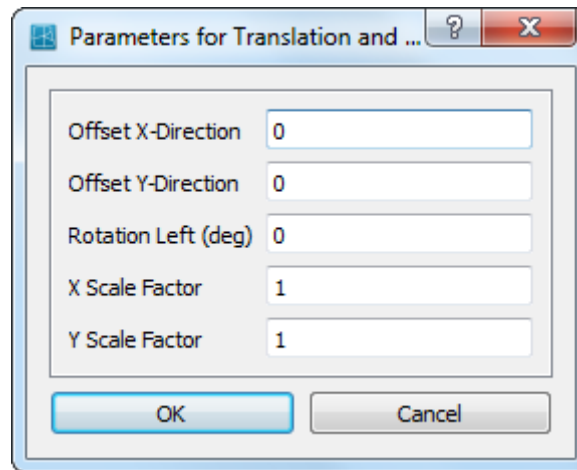 Parameters for Translation and ...
?
X
Offset X-Direction 0
Offset Y-Direction 0
Rotation Left (deg) 0
X Scale Factor 1
Y Scale Factor 1
OK Cancel